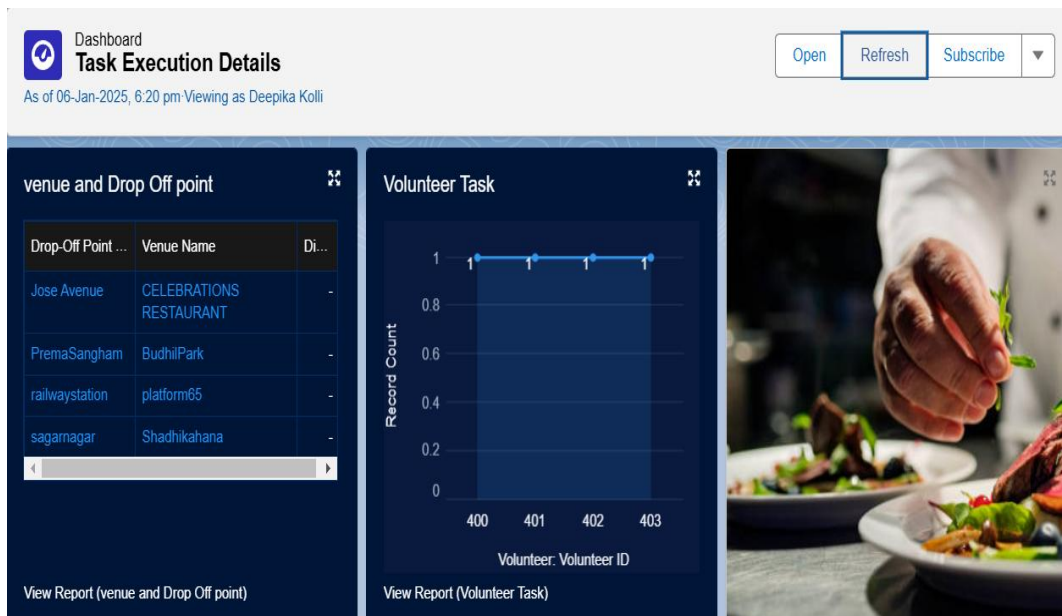 Dashboard
Task Execution Details
As of 06-Jan-2025, 6:20 pm·Viewing as Deepika Kolli
Open Refresh Subscribe
venue and Drop Off point
Drop-Off Point ... Venue Name Di...
Jose Avenue CELEBRATIONS
RESTAURANT -
PremaSangham BudhilPark -
railwaystation platform65 -
sagarnagar Shadhikahana -
View Report (venue and Drop Off point)
Volunteer Task
Record Count
1
0.8
0.6
0.4
0.2
0
1 1 1 1
400 401 402 403
Volunteer: Volunteer ID
View Report (Volunteer Task)